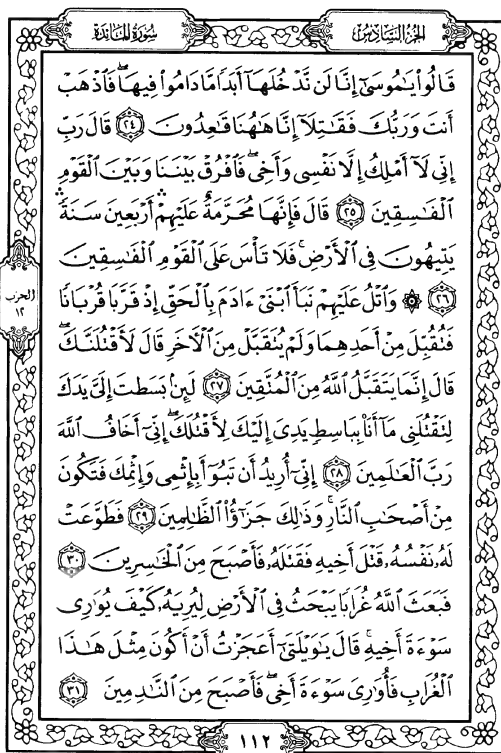 الجزء السادس
سورة المائدة
قَالُوا۟ يَٰمُوسَىٰٓ إِنَّا لَن نَّدْخُلَهَآ أَبَدًا مَّا دَامُوا۟ فِيهَا ۖ فَٱذْهَبْ
أَنتَ وَرَبُّكَ فَقَٰتِلَآ إِنَّا هَٰهُنَا قَٰعِدُونَ ٢٤ قَالَ رَبِّ
إِنِّى لَآ أَمْلِكُ إِلَّا نَفْسِى وَأَخِى ۖ فَٱفْرُقْ بَيْنَنَا وَبَيْنَ ٱلْقَوْمِ
ٱلْفَٰسِقِينَ ٢٥ قَالَ فَإِنَّهَا مُحَرَّمَةٌ ۛ عَلَيْهِمْ ۛ أَرْبَعِينَ سَنَةً ۛ
يَتِيهُونَ فِى ٱلْأَرْضِ ۚ فَلَا تَأْسَ عَلَى ٱلْقَوْمِ ٱلْفَٰسِقِينَ
٢٦ ۞ وَٱتْلُ عَلَيْهِمْ نَبَأَ ٱبْنَىْ ءَادَمَ بِٱلْحَقِّ إِذْ قَرَّبَا قُرْبَانًا
فَتُقُبِّلَ مِنْ أَحَدِهِمَا وَلَمْ يُتَقَبَّلْ مِنَ ٱلْءَاخَرِ قَالَ لَأَقْتُلَنَّكَ ۖ
قَالَ إِنَّمَا يَتَقَبَّلُ ٱللَّهُ مِنَ ٱلْمُتَّقِينَ ٢٧ لَئِنۢ بَسَطتَ إِلَىَّ يَدَكَ
لِتَقْتُلَنِى مَآ أَنَا۠ بِبَاسِطٍ يَدِىَ إِلَيْكَ لِأَقْتُلَكَ ۖ إِنِّىٓ أَخَافُ ٱللَّهَ
رَبَّ ٱلْعَٰلَمِينَ ٢٨ إِنِّىٓ أُرِيدُ أَن تَبُوٓأَ بِإِثْمِى وَإِثْمِكَ فَتَكُونَ
مِنْ أَصْحَٰبِ ٱلنَّارِ ۚ وَذَٰلِكَ جَزَٰٓؤُا۟ ٱلظَّٰلِمِينَ ٢٩ فَطَوَّعَتْ
لَهُۥ نَفْسُهُۥ قَتْلَ أَخِيهِ فَقَتَلَهُۥ فَأَصْبَحَ مِنَ ٱلْخَٰسِرِينَ ٣٠
فَبَعَثَ ٱللَّهُ غُرَابًا يَبْحَثُ فِى ٱلْأَرْضِ لِيُرِيَهُۥ كَيْفَ يُوَٰرِى
سَوْءَةَ أَخِيهِ ۚ قَالَ يَٰوَيْلَتَىٰٓ أَعَجَزْتُ أَنْ أَكُونَ مِثْلَ هَٰذَا
ٱلْغُرَابِ فَأُوَٰرِىَ سَوْءَةَ أَخِى ۖ فَأَصْبَحَ مِنَ ٱلنَّٰدِمِينَ ٣١
الحزب
١٢
١١٢